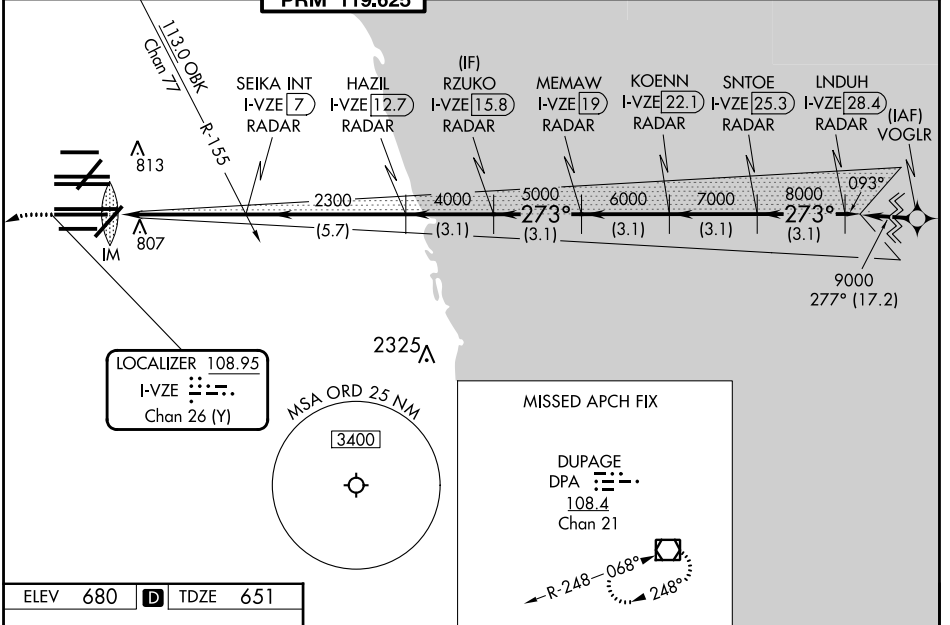 PRM 119.625
113.0 OBK
Chan 77
R-155
SEIKA INT
I-VZE 7
RADAR
HAZIL
I-VZE 12.7
RADAR
(IF)
RZUKO
I-VZE 15.8
RADAR
MEMAW
I-VZE 19
RADAR
KOENN
I-VZE 22.1
RADAR
SNTOE
I-VZE 25.3
RADAR
LNDUH
I-VZE 28.4
RADAR
(IAF)
VOGLR
813
807
IM
2300 4000 5000 6000 7000 8000
093°
273° 273°
(5.7) (3.1) (3.1) (3.1) (3.1) (3.1)
9000
277° (17.2)
LOCALIZER 108.95
I-VZE
Chan 26 (Y)
2325
MSA ORD 25 NM
3400
MISSED APCH FIX
DUPAGE
DPA
108.4
Chan 21
R-248
068°
248°
ELEV 680 D TDZE 651